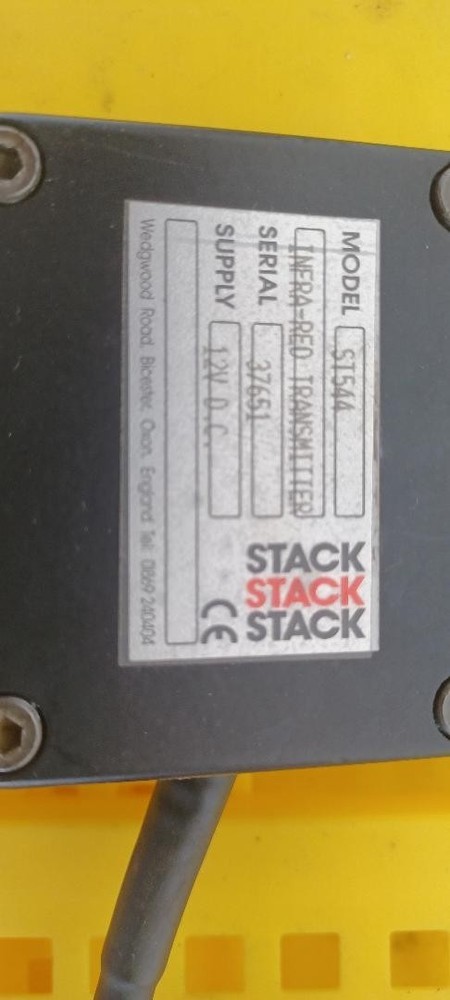 MODEL ST544
INFRA-RED TRANSMITTER
SERIAL 37651
SUPPLY 12V D.C.
STACK
STACK
STACK
CE
Wedgwood Road, Bicester, Oxon, England Tel: 0869 240404